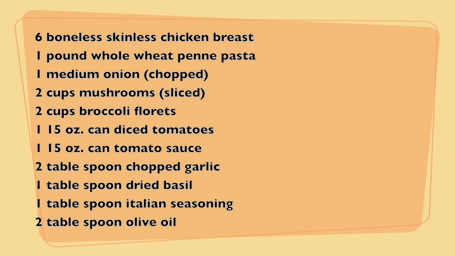 6 boneless skinless chicken breast
1 pound whole wheat penne pasta
1 medium onion (chopped)
2 cups mushrooms (sliced)
2 cups broccoli florets
1 15 oz. can diced tomatoes
1 15 oz. can tomato sauce
2 table spoon chopped garlic
1 table spoon dried basil
1 table spoon italian seasoning
2 table spoon olive oil